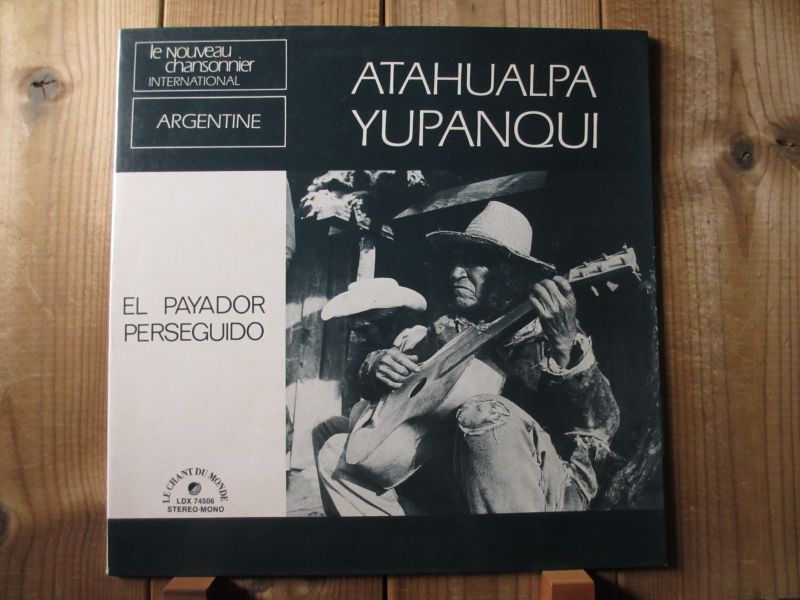 le NOUVEAU
chansonnier
INTERNATIONAL
ARGENTINE
ATAHUALPA
YUPANQUI
EL PAYADOR
PERSEGUIDO
LE CHANT DU MONDE
LDX 74506
STEREO-MONO